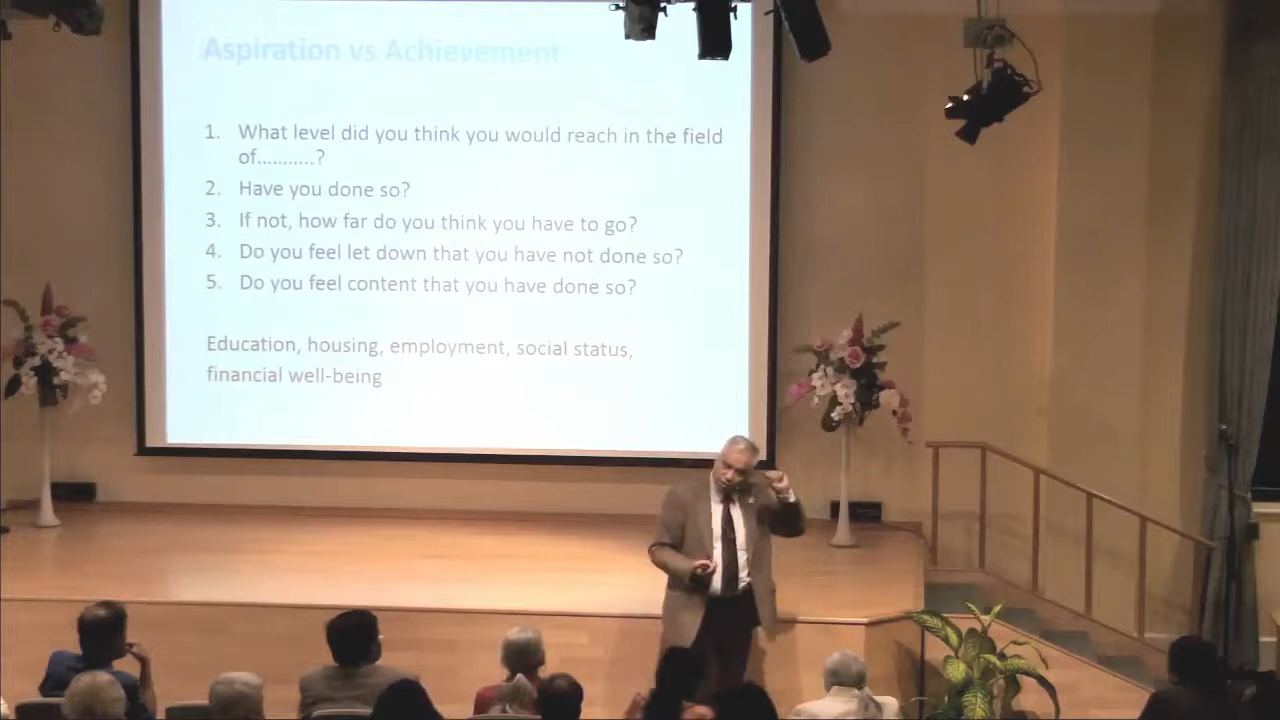 Aspiration vs Achievement
1. What level did you think you would reach in the field
of...........?
2. Have you done so?
3. If not, how far do you think you have to go?
4. Do you feel let down that you have not done so?
5. Do you feel content that you have done so?
Education, housing, employment, social status,
financial well-being